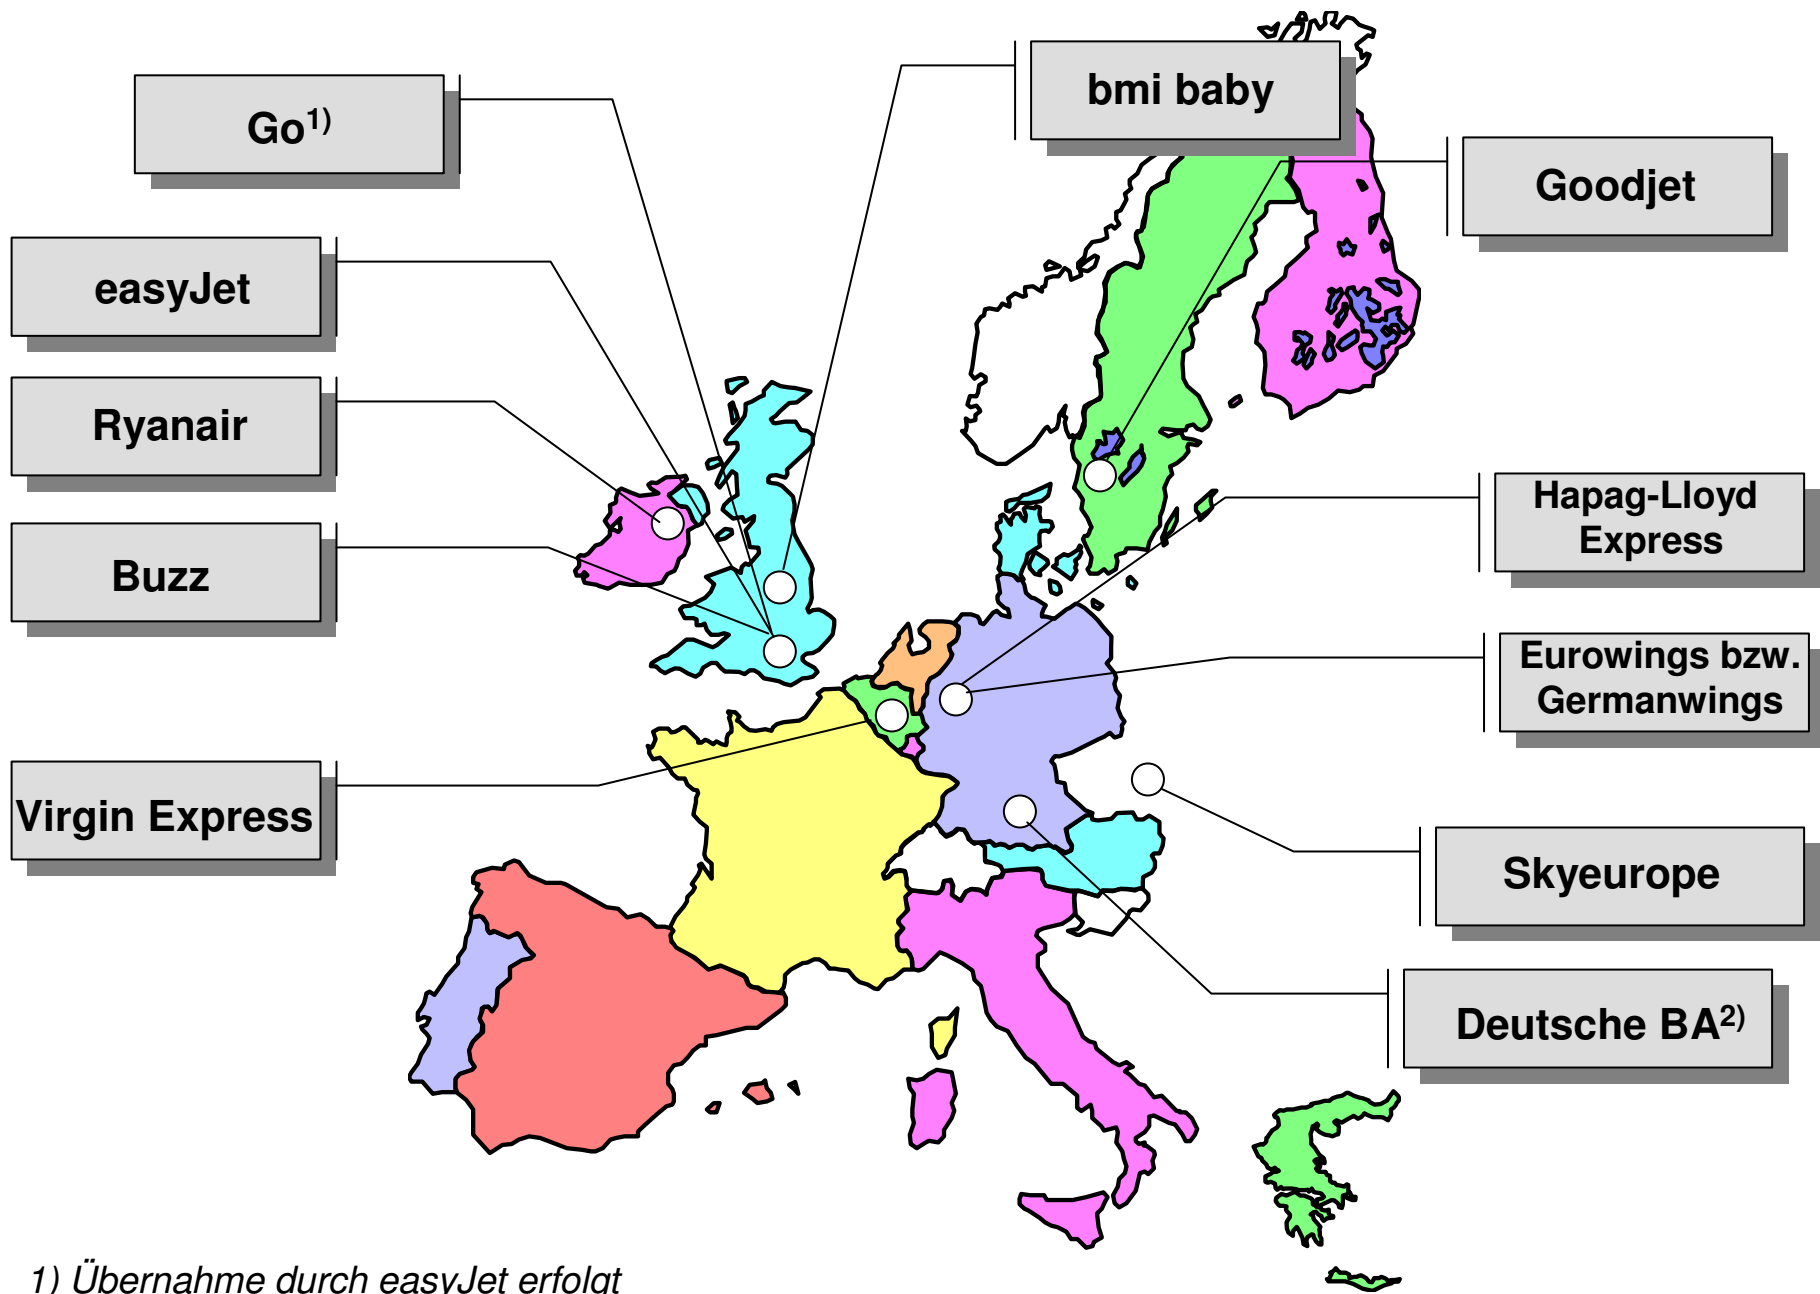 bmi baby
Go1)
Goodjet
easyJet
Ryanair
Hapag-Lloyd
Express
Buzz
Eurowings bzw.
Germanwings
Virgin Express
Skyeurope
Deutsche BA2)
1) Übernahme durch easyJet erfolgt